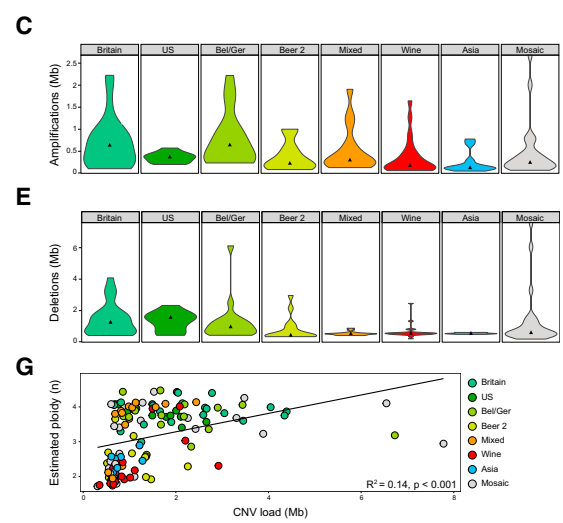 C
Britain US Bel/Ger Beer 2 Mixed Wine Asia Mosaic
Amplifications (Mb)
2.5
2
1.5
1
0.5
0
E
Britain US Bel/Ger Beer 2 Mixed Wine Asia Mosaic
Deletions (Mb)
6
4
2
0
G
Estimated ploidy (n)
4
3
2
R² = 0.14, p < 0.001
0 2 4 6 8
CNV load (Mb)
Britain
US
Bel/Ger
Beer 2
Mixed
Wine
Asia
Mosaic